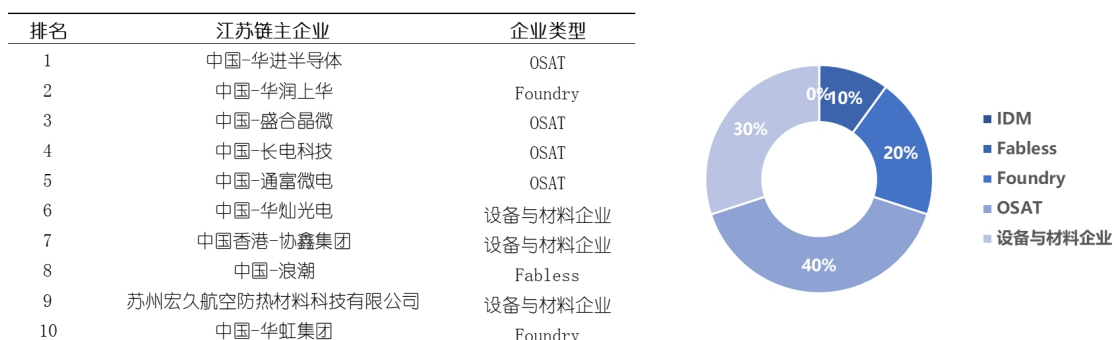 排名 江苏链主企业 企业类型
1 中国-华进半导体 OSAT
2 中国-华润上华 Foundry
3 中国-盛合晶微 OSAT
4 中国-长电科技 OSAT
5 中国-通富微电 OSAT
6 中国-华灿光电 设备与材料企业
7 中国香港-协鑫集团 设备与材料企业
8 中国-浪潮 Fabless
9 苏州宏久航空防热材料科技有限公司 设备与材料企业
10 中国-华虹集团 Foundry
0%
10%
20%
30%
40%
IDM
Fabless
Foundry
OSAT
设备与材料企业